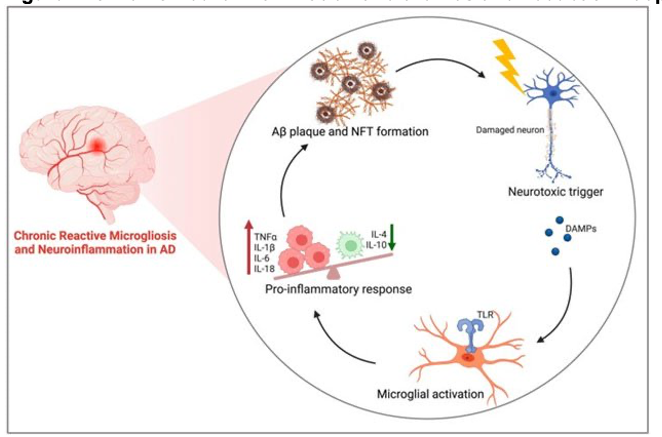 Aβ plaque and NFT formation
Damaged neuron
Neurotoxic trigger
DAMPs
TLR
Microglial activation
TNFα
IL-1β
IL-6
IL-18
IL-4
IL-10
Pro-inflammatory response
Chronic Reactive Microgliosis
and Neuroinflammation in AD